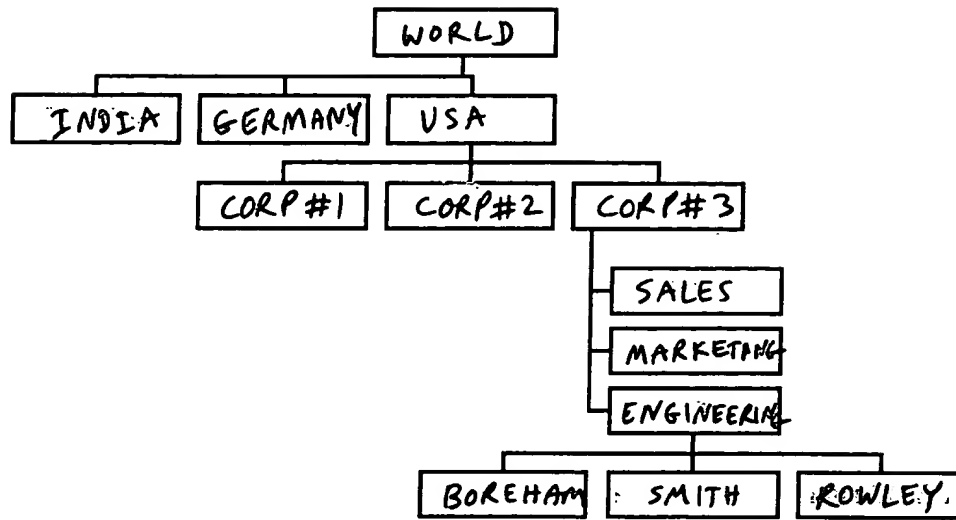 WORLD
INDIA GERMANY USA
CORP #1 CORP #2 CORP #3
SALES
MARKETING
ENGINEERING
BOREHAM SMITH ROWLEY